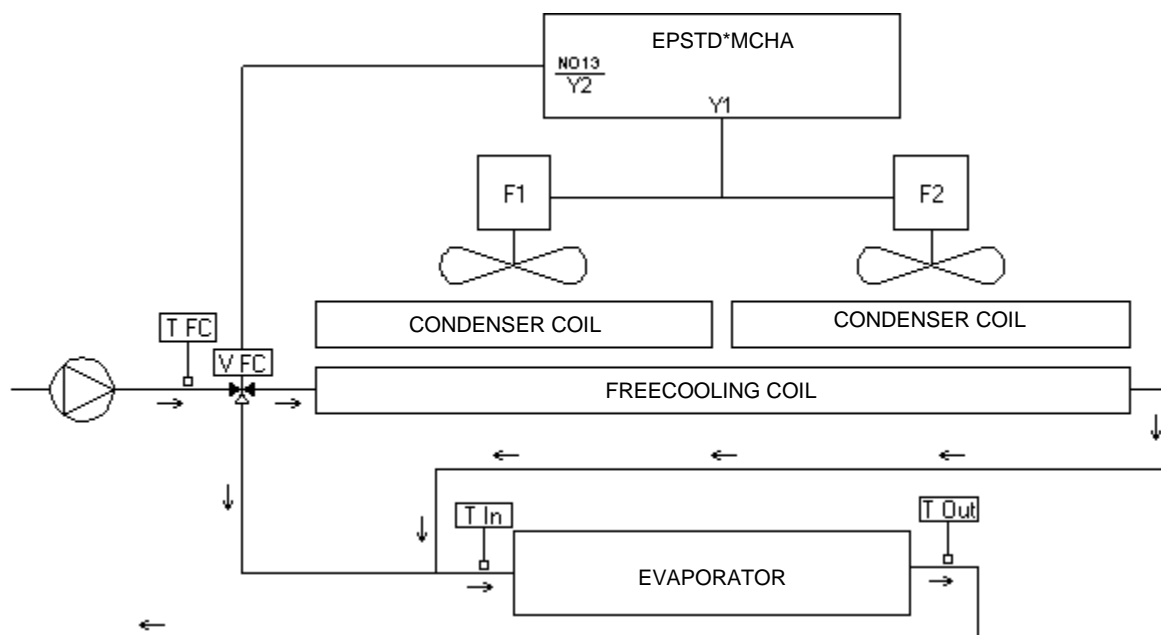 EPSTD*MCHA
NO13
Y2
Y1
F1
F2
CONDENSER COIL
CONDENSER COIL
T FC
V FC
FREECOOLING COIL
T In
T Out
EVAPORATOR